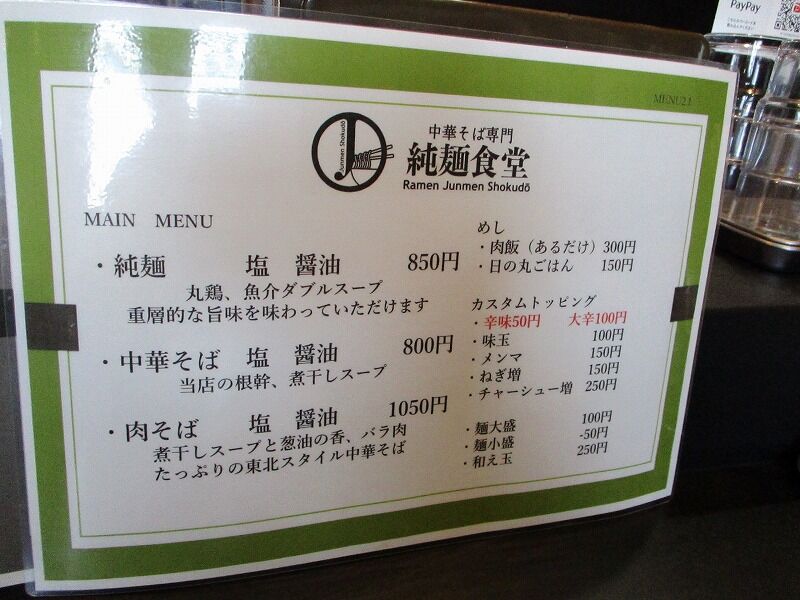 PayPay
MENU2.1
Junmen Shokudō
中華そば専門
純麺食堂
Ramen Junmen Shokudō
MAIN MENU
・純麺 塩 醤油 850円
丸鶏、魚介ダブルスープ
重層的な旨味を味わっていただけます
・中華そば 塩 醤油 800円
当店の根幹、煮干しスープ
・肉そば 塩 醤油 1050円
煮干しスープと葱油の香、バラ肉
たっぷりの東北スタイル中華そば
めし
・肉飯（あるだけ）300円
・日の丸ごはん 150円
カスタムトッピング
・辛味50円 大辛100円
・味玉 100円
・メンマ 150円
・ねぎ増 150円
・チャーシュー増 250円
・麺大盛 100円
・麺小盛 -50円
・和え玉 250円